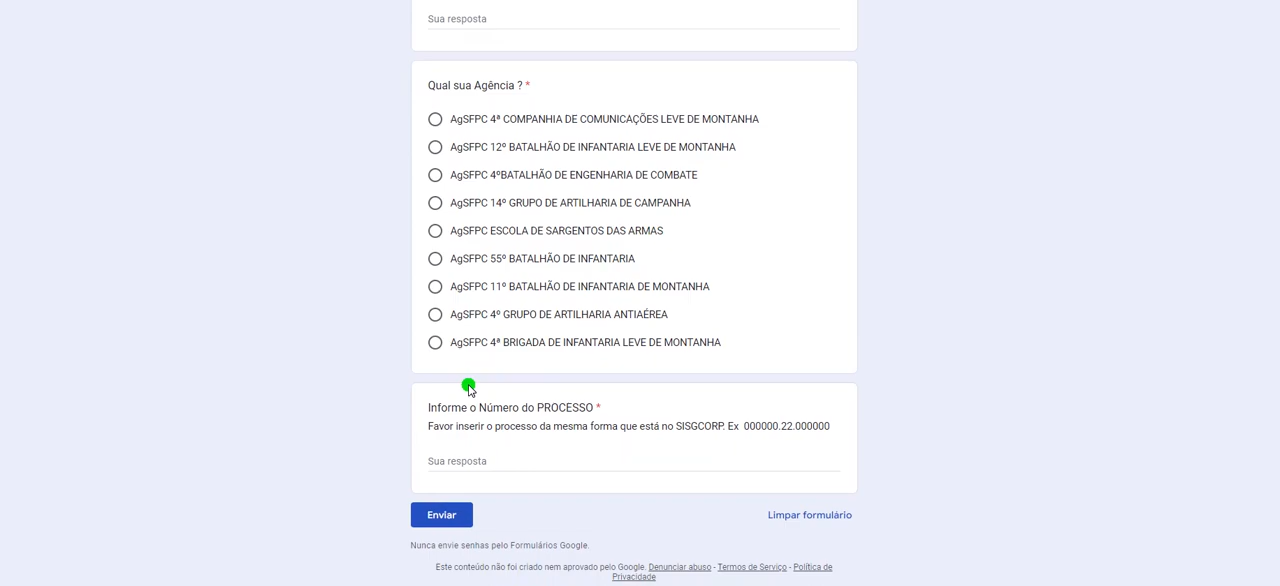 Sua resposta
Qual sua Agência ? *
AgSFPC 4ª COMPANHIA DE COMUNICAÇÕES LEVE DE MONTANHA
AgSFPC 12º BATALHÃO DE INFANTARIA LEVE DE MONTANHA
AgSFPC 4ºBATALHÃO DE ENGENHARIA DE COMBATE
AgSFPC 14º GRUPO DE ARTILHARIA DE CAMPANHA
AgSFPC ESCOLA DE SARGENTOS DAS ARMAS
AgSFPC 55º BATALHÃO DE INFANTARIA
AgSFPC 11º BATALHÃO DE INFANTARIA DE MONTANHA
AgSFPC 4º GRUPO DE ARTILHARIA ANTIAÉREA
AgSFPC 4ª BRIGADA DE INFANTARIA LEVE DE MONTANHA
Informe o Número do PROCESSO *
Favor inserir o processo da mesma forma que está no SISGCORP. Ex 000000.22.000000
Sua resposta
Enviar
Limpar formulário
Nunca envie senhas pelo Formulários Google.
Este conteúdo não foi criado nem aprovado pelo Google. Denunciar abuso - Termos de Serviço - Política de
Privacidade